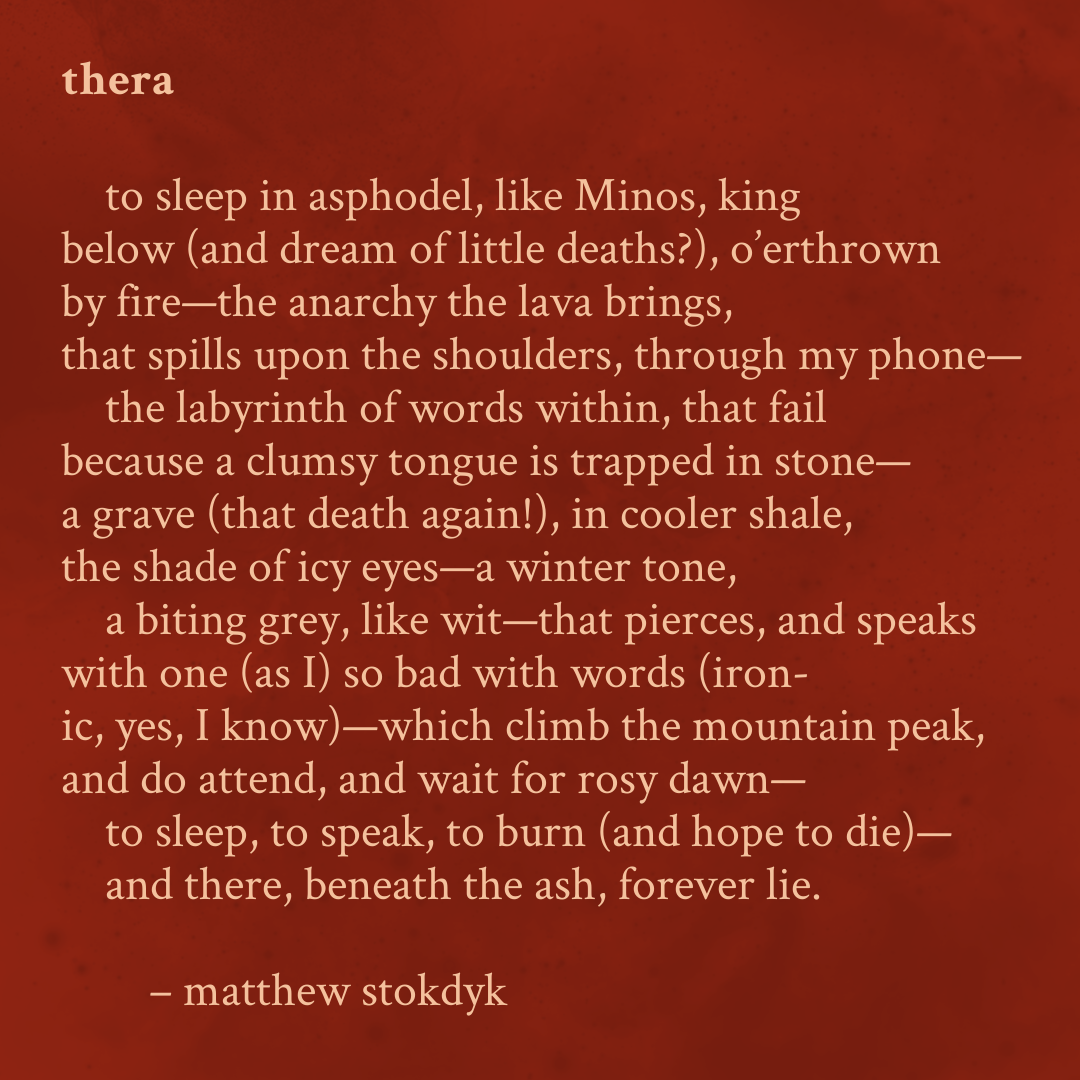 thera
to sleep in asphodel, like Minos, king
below (and dream of little deaths?), o’erthrown
by fire—the anarchy the lava brings,
that spills upon the shoulders, through my phone—
the labyrinth of words within, that fail
because a clumsy tongue is trapped in stone—
a grave (that death again!), in cooler shale,
the shade of icy eyes—a winter tone,
a biting grey, like wit—that pierces, and speaks
with one (as I) so bad with words (iron-
ic, yes, I know)—which climb the mountain peak,
and do attend, and wait for rosy dawn—
to sleep, to speak, to burn (and hope to die)—
and there, beneath the ash, forever lie.
– matthew stokdyk